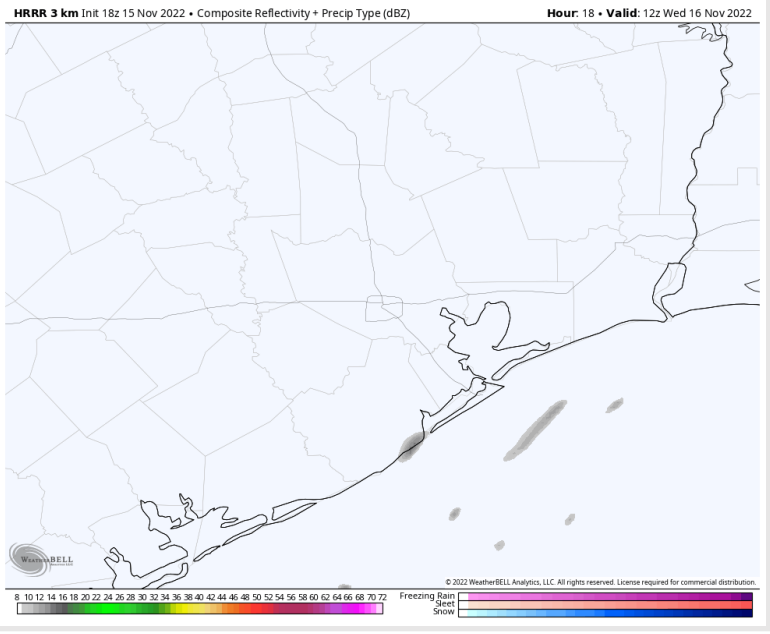 HRRR 3 km Init 18z 15 Nov 2022 • Composite Reflectivity + Precip Type (dBZ)
Hour: 18 • Valid: 12z Wed 16 Nov 2022
WEATHERBELL
© 2022 WeatherBELL Analytics, LLC. All rights reserved. License required for commercial distribution.
8 10 12 14 16 18 20 22 24 26 28 30 32 34 36 38 40 42 44 46 48 50 52 54 56 58 60 62 64 66 68 70 72
Freezing Rain
Sleet
Snow